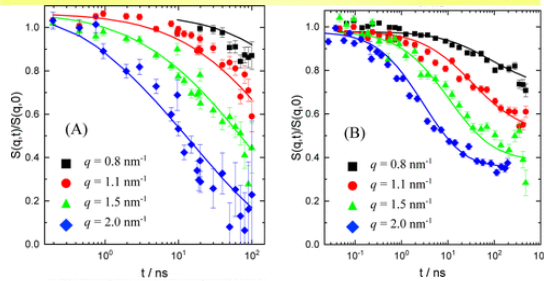 1.0
0.8
0.6
0.4
0.2
0.0
S(q,t)/S(q,0)
(A)
q = 0.8 nm⁻¹
q = 1.1 nm⁻¹
q = 1.5 nm⁻¹
q = 2.0 nm⁻¹
10⁰
10¹
10²
t / ns
1.0
0.8
0.6
0.4
0.2
0.0
S(q,t)/S(q,0)
(B)
q = 0.8 nm⁻¹
q = 1.1 nm⁻¹
q = 1.5 nm⁻¹
q = 2.0 nm⁻¹
10⁻¹
10⁰
10¹
10²
10³
t / ns